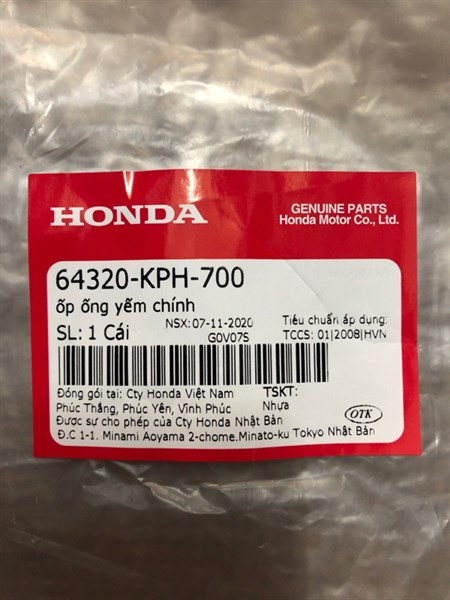 HONDA
GENUINE PARTS
Honda Motor Co., Ltd.
64320-KPH-700
ốp ống yếm chính
SL: 1 Cái
NSX: 07-11-2020
G0V07S
Tiêu chuẩn áp dụng:
TCCS: 01|2008|HVN
Đóng gói tại: Cty Honda Việt Nam
Phúc Thắng, Phúc Yên, Vĩnh Phúc
TSKT:
Nhựa
OTK
Được sự cho phép của Cty Honda Nhật Bản
Đ.C 1-1. Minami Aoyama 2-chome.Minato-ku Tokyo Nhật Bản